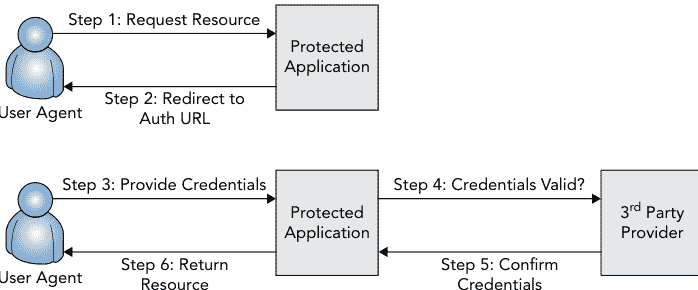 Step 1: Request Resource
Protected
Application
Step 2: Redirect to
Auth URL
User Agent
Step 3: Provide Credentials
Step 4: Credentials Valid?
Protected
Application
3rd Party
Provider
Step 6: Return
Resource
Step 5: Confirm
Credentials
User Agent